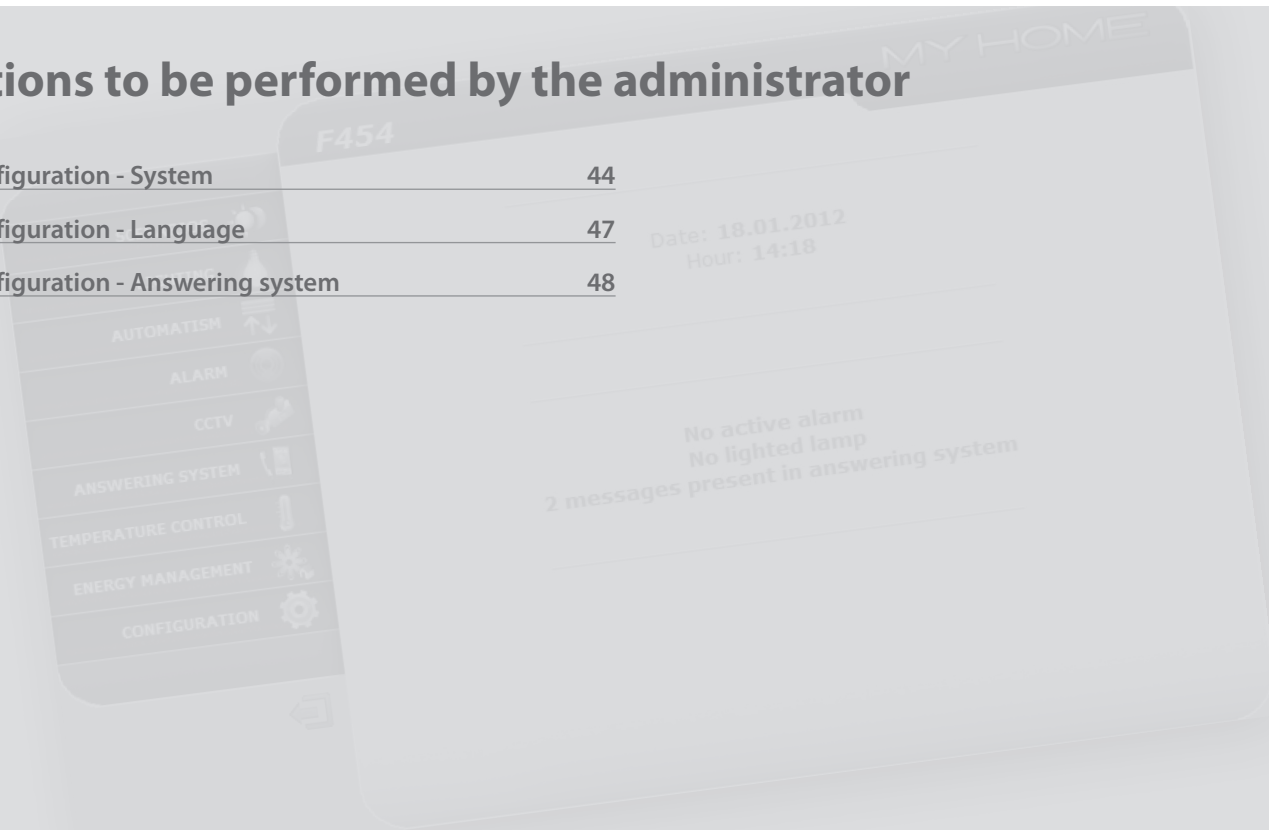 tions to be performed by the administrator
figuration - System 44
figuration - Language 47
figuration - Answering system 48
MY HOME
F454
Date: 18.01.2012
Hour: 14:18
AUTOMATISM
ALARM
CCTV
ANSWERING SYSTEM
TEMPERATURE CONTROL
ENERGY MANAGEMENT
CONFIGURATION
No active alarm
No lighted lamp
2 messages present in answering system